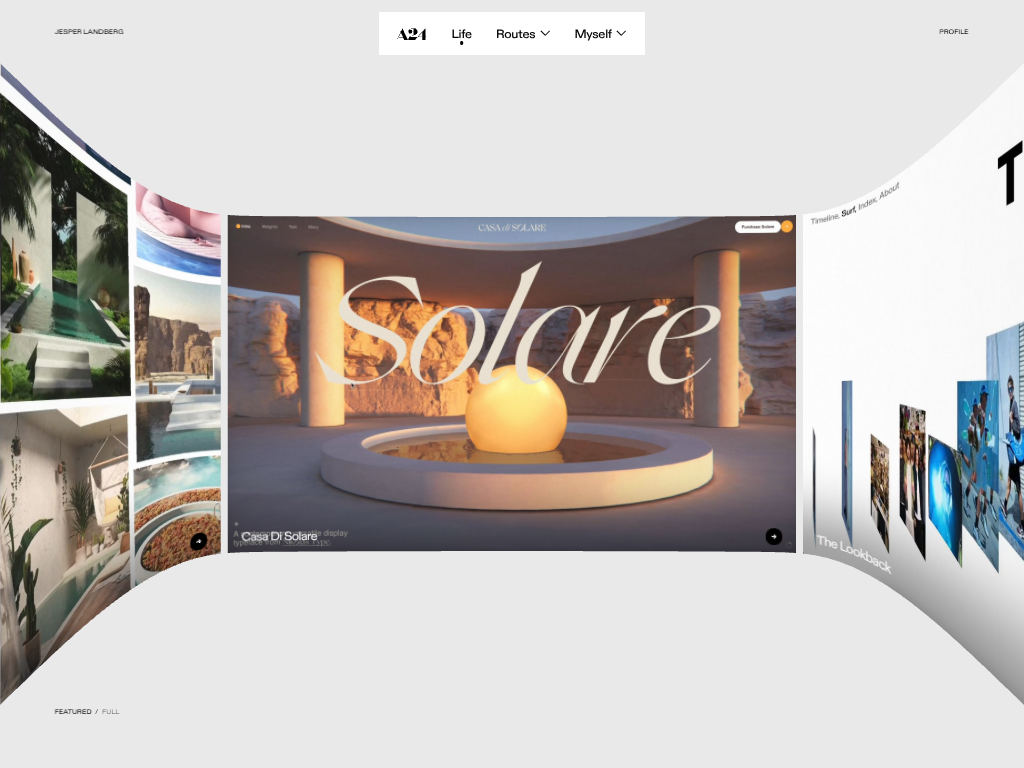 JESPER LANDBERG
A24
Life
Routes
Myself
PROFILE
CASA di SOLARE
Purchase Solare
Solare
Casa Di Solare
Timeline, Surf, Index, About
T
The Lookback
FEATURED / FULL